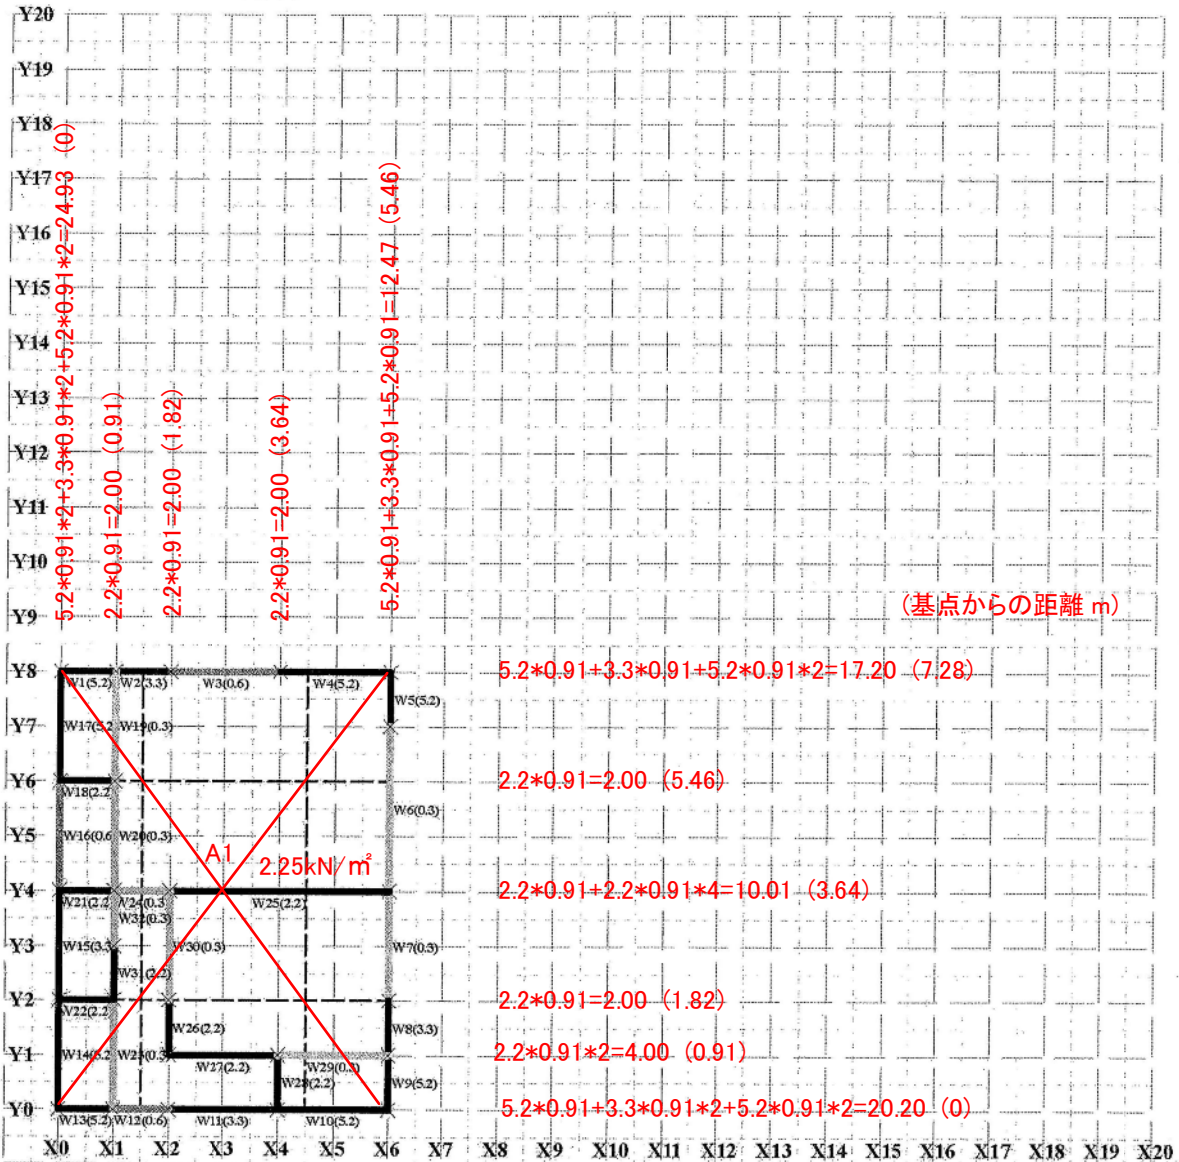 Y20
Y19
Y18
Y17
Y16
Y15
Y14
Y13
Y12
Y11
Y10
Y9
5.2*0.91*2+3.3*0.91*2+5.2*0.91*2=24.93 (0)
2.2*0.91=2.00 (0.91)
2.2*0.91=2.00 (1.82)
2.2*0.91=2.00 (3.64)
5.2*0.91+3.3*0.91+5.2*0.91=12.47 (5.46)
(基点からの距離 m)
Y8
W1(5.2) W2(3.3) W3(0.6) W4(5.2)
5.2*0.91+3.3*0.91+5.2*0.91*2=17.20 (7.28)
W5(5.2)
Y7
W17(5.2 W19(0.3)
Y6
2.2*0.91=2.00 (5.46)
W18(2.2
W6(0.3)
Y5
W16(0.6 W20(0.3)
A1
2.25kN/㎡
Y4
2.2*0.91+2.2*0.91*4=10.01 (3.64)
W21(2.2 W24(0.3 W25(2.2)
W32(0.3)
Y3
W15(3.3 W30(0.3) W7(0.3)
W31(2.2)
Y2
2.2*0.91=2.00 (1.82)
W22(2.2
W26(2.2) W8(3.3)
Y1
2.2*0.91*2=4.00 (0.91)
W14(5.2 W23(0.3 W27(2.2) W29(0.3)
W28(2.2) W9(5.2)
Y0
5.2*0.91+3.3*0.91*2+5.2*0.91*2=20.20 (0)
W13(5.2) W12(0.6) W11(3.3) W10(5.2)
X0 X1 X2 X3 X4 X5 X6 X7 X8 X9 X10 X11 X12 X13 X14 X15 X16 X17 X18 X19 X20